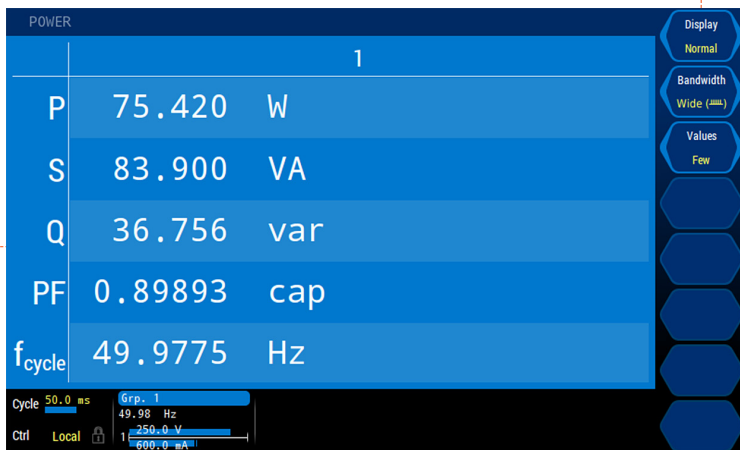 POWER
1
P 75.420 W
S 83.900 VA
Q 36.756 var
PF 0.89893 cap
fcycle 49.9775 Hz
Display
Normal
Bandwidth
Wide ( )
Values
Few
Cycle 50.0 ms
Ctrl Local
Grp. 1
49.98 Hz
1 250.0 V
600.0 mA